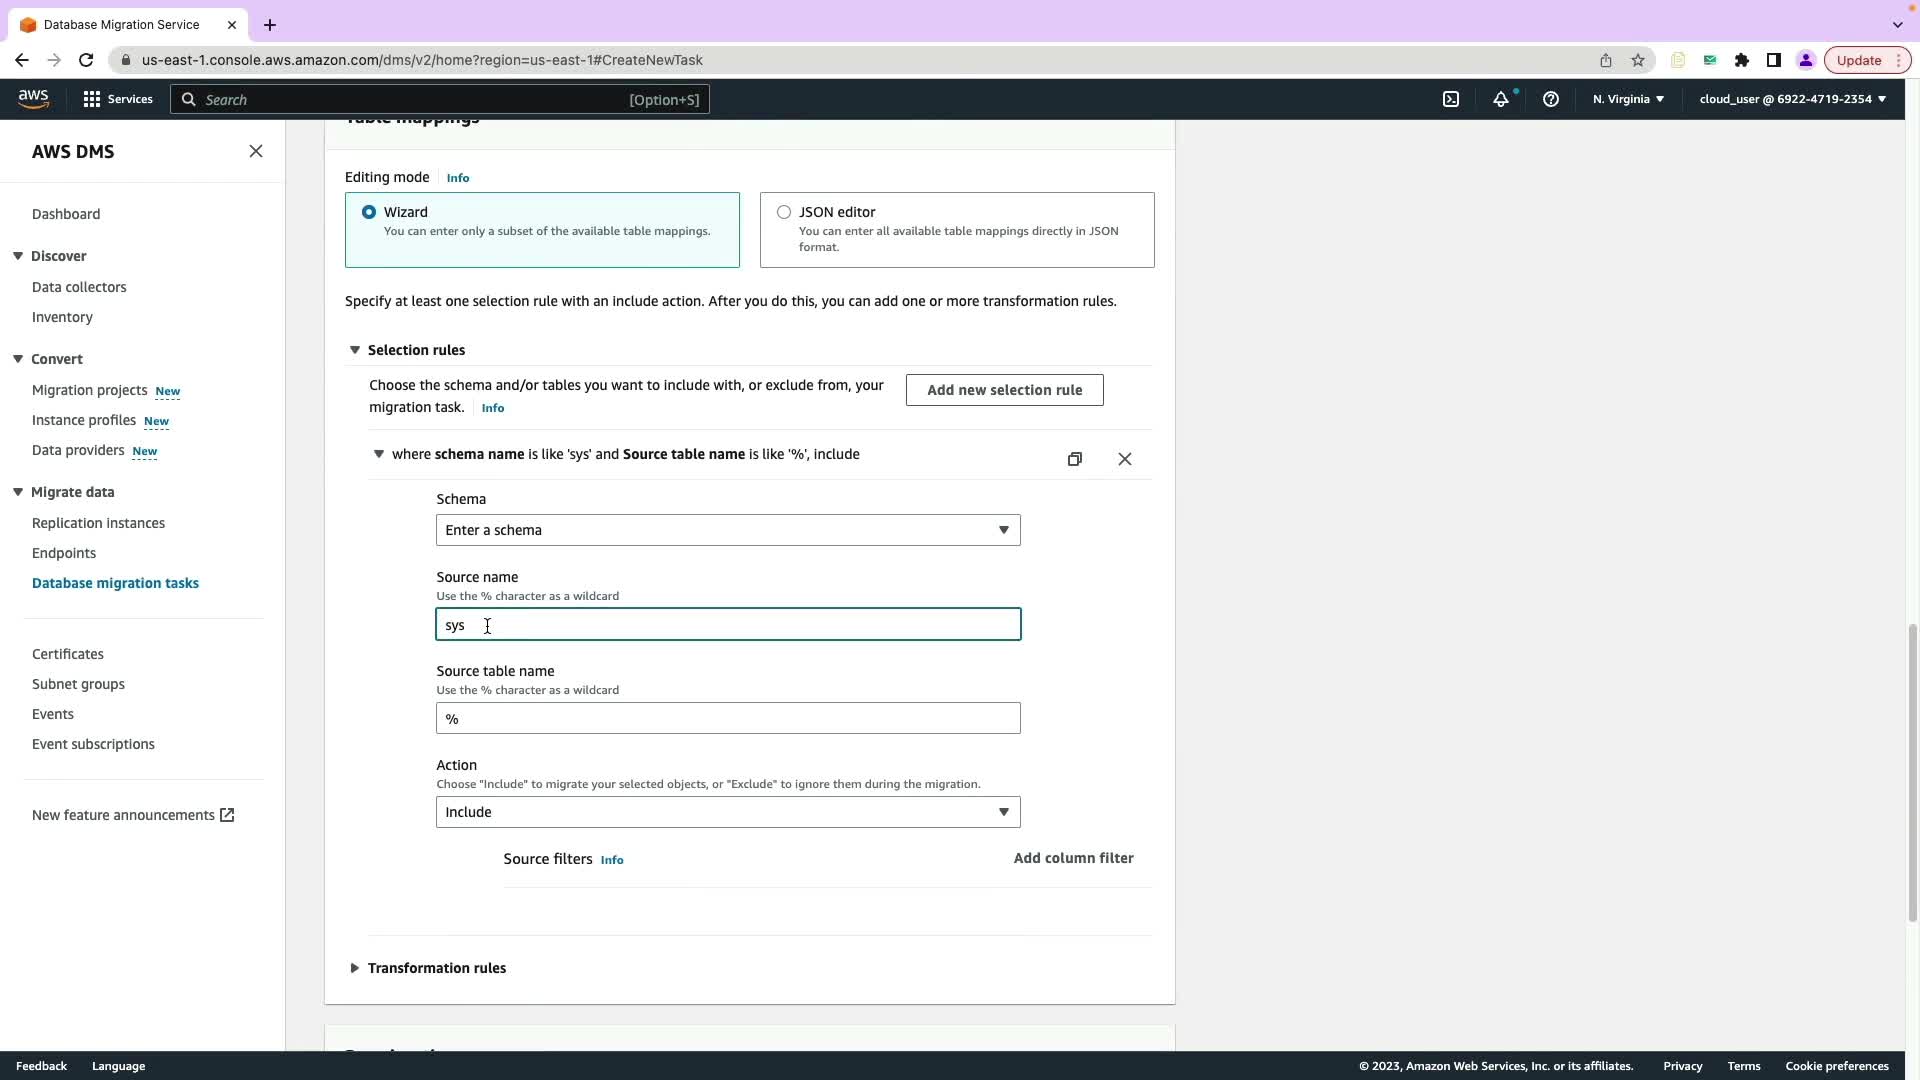 Database Migration Service
us-east-1.console.aws.amazon.com/dms/v2/home?region=us-east-1#CreateNewTask
Update
aws
Services
Search
[Option+S]
N. Virginia
cloud_user @ 6922-4719-2354
AWS DMS
Dashboard
Discover
Data collectors
Inventory
Convert
Migration projects New
Instance profiles New
Data providers New
Migrate data
Replication instances
Endpoints
Database migration tasks
Certificates
Subnet groups
Events
Event subscriptions
New feature announcements
Table mappings
Editing mode Info
Wizard
You can enter only a subset of the available table mappings.
JSON editor
You can enter all available table mappings directly in JSON
format.
Specify at least one selection rule with an include action. After you do this, you can add one or more transformation rules.
Selection rules
Choose the schema and/or tables you want to include with, or exclude from, your
migration task. Info
Add new selection rule
where schema name is like 'sys' and Source table name is like '%', include
Schema
Enter a schema
Source name
Use the % character as a wildcard
sys
Source table name
Use the % character as a wildcard
%
Action
Choose "Include" to migrate your selected objects, or "Exclude" to ignore them during the migration.
Include
Source filters Info
Add column filter
Transformation rules
Feedback
Language
© 2023, Amazon Web Services, Inc. or its affiliates.
Privacy
Terms
Cookie preferences